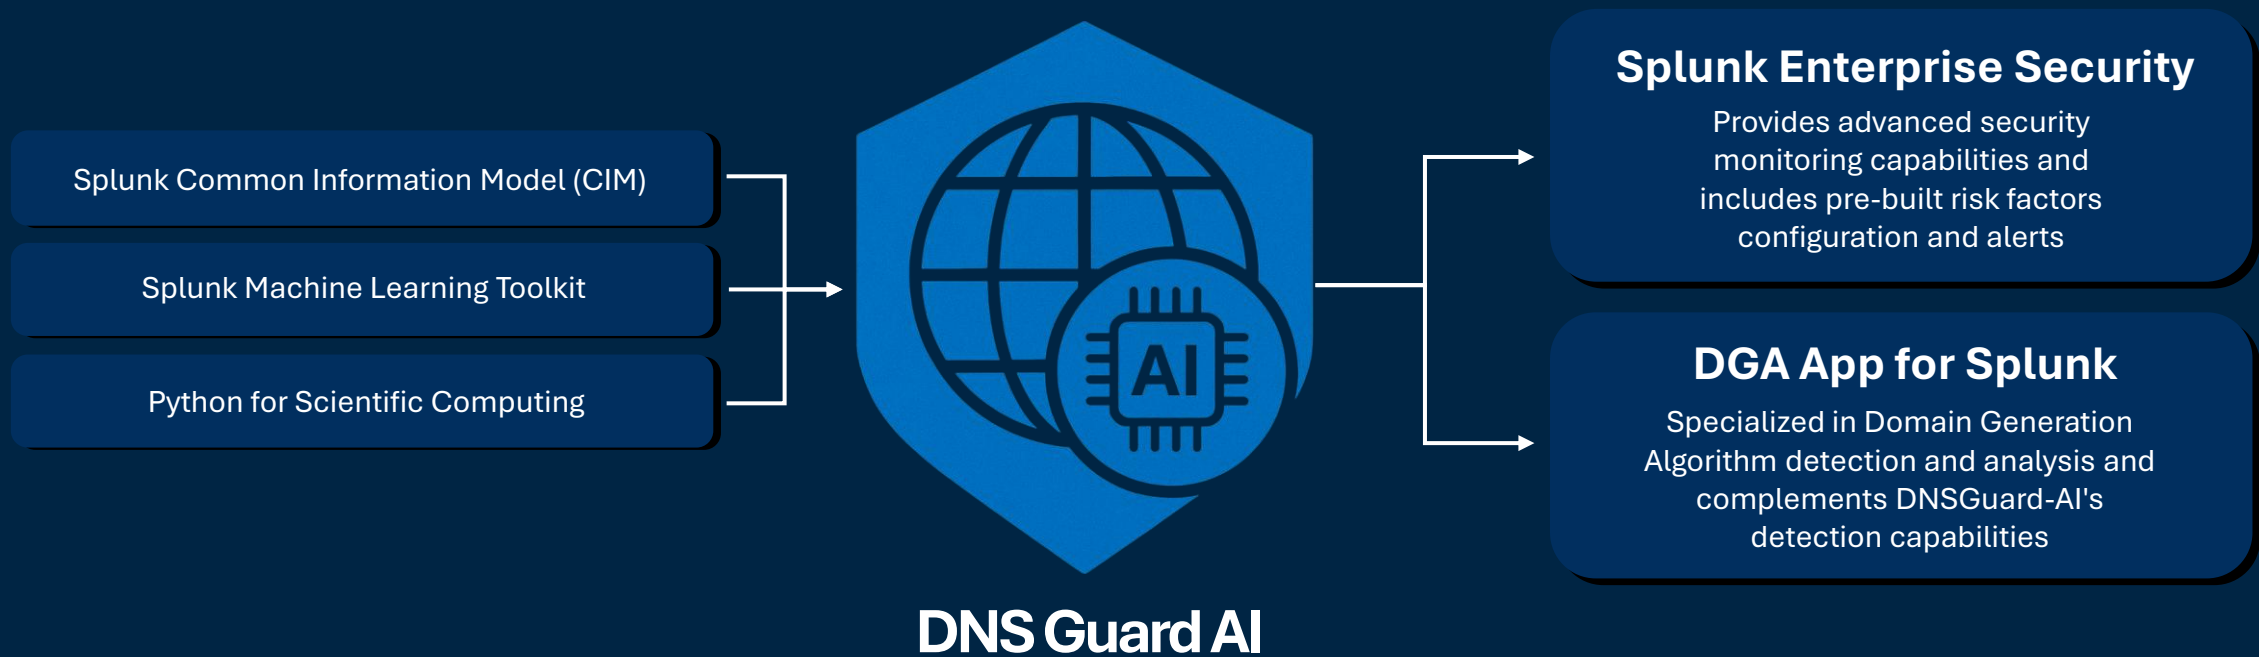 Splunk Common Information Model (CIM)
Splunk Machine Learning Toolkit
Python for Scientific Computing
AI
DNS Guard AI
Splunk Enterprise Security
Provides advanced security
monitoring capabilities and
includes pre-built risk factors
configuration and alerts
DGA App for Splunk
Specialized in Domain Generation
Algorithm detection and analysis and
complements DNSGuard-AI's
detection capabilities